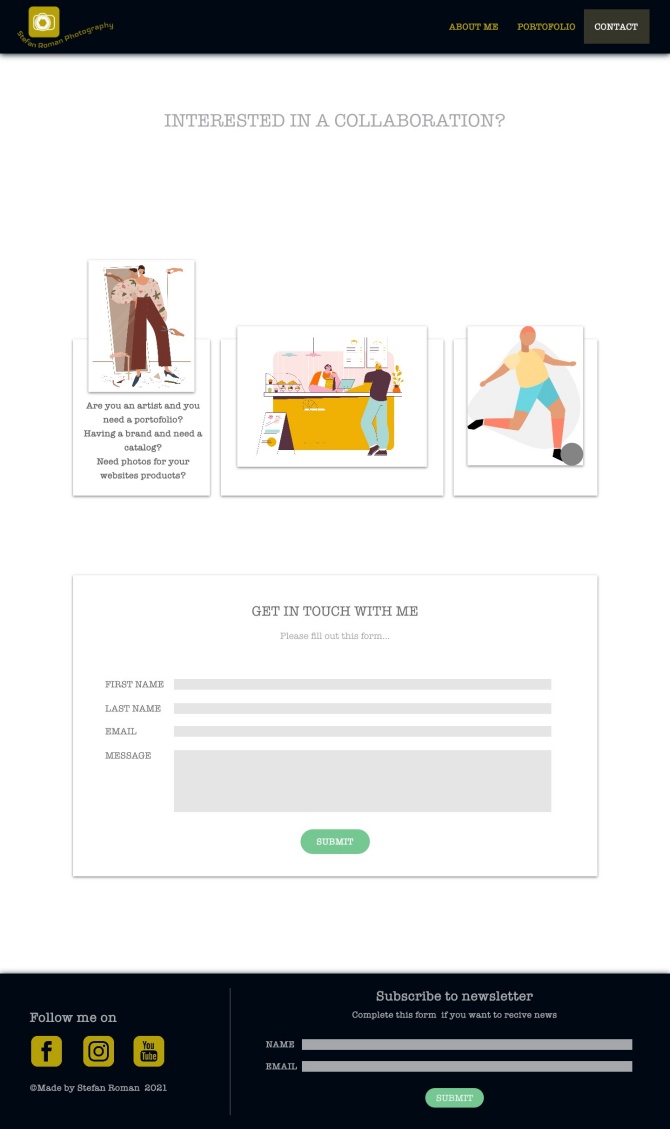 Stefan Roman Photography
ABOUT ME
PORTOFOLIO
CONTACT
INTERESTED IN A COLLABORATION?
Are you an artist and you
need a portofolio?
Having a brand and need a
catalog?
Need photos for your
websites products?
GET IN TOUCH WITH ME
Please fill out this form...
FIRST NAME
LAST NAME
EMAIL
MESSAGE
SUBMIT
Follow me on
f
You
Tube
©Made by Stefan Roman 2021
Subscribe to newsletter
Complete this form if you want to recive news
NAME
EMAIL
SUBMIT